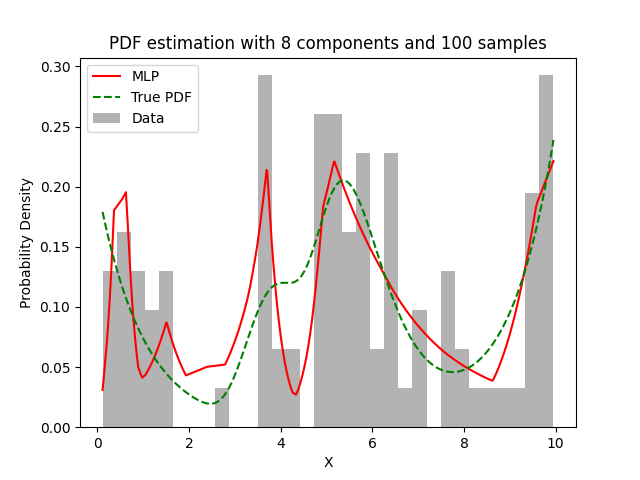 PDF estimation with 8 components and 100 samples
MLP
True PDF
Data
0.30
0.25
0.20
0.15
0.10
0.05
0.00
Probability Density
0
2
4
6
8
10
X